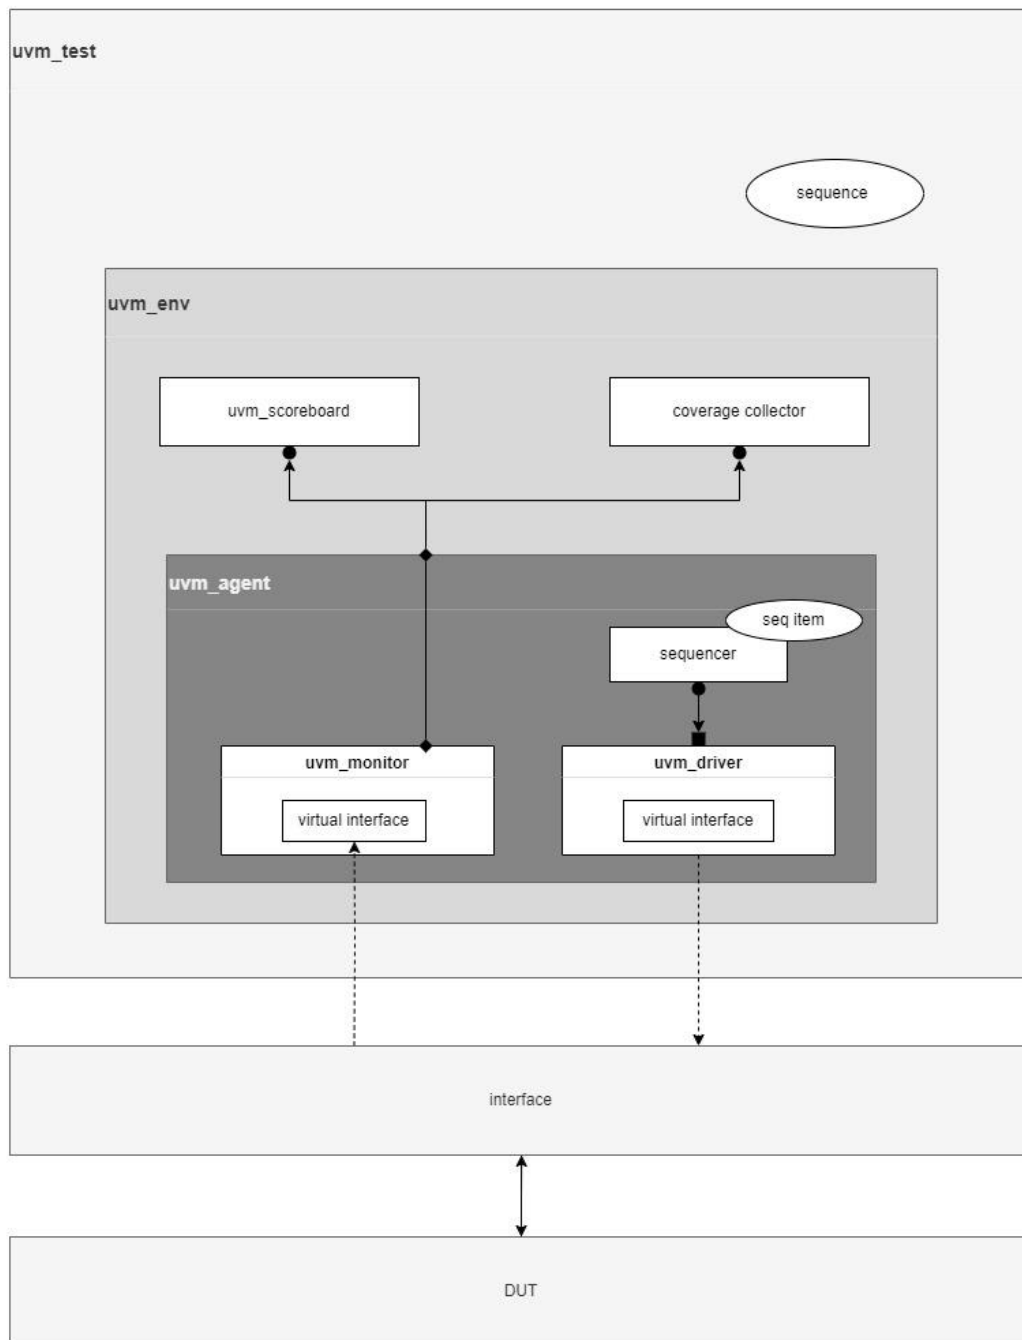 uvm_test
sequence
uvm_env
uvm_scoreboard
coverage collector
uvm_agent
seq item
sequencer
uvm_monitor
uvm_driver
virtual interface
virtual interface
interface
DUT